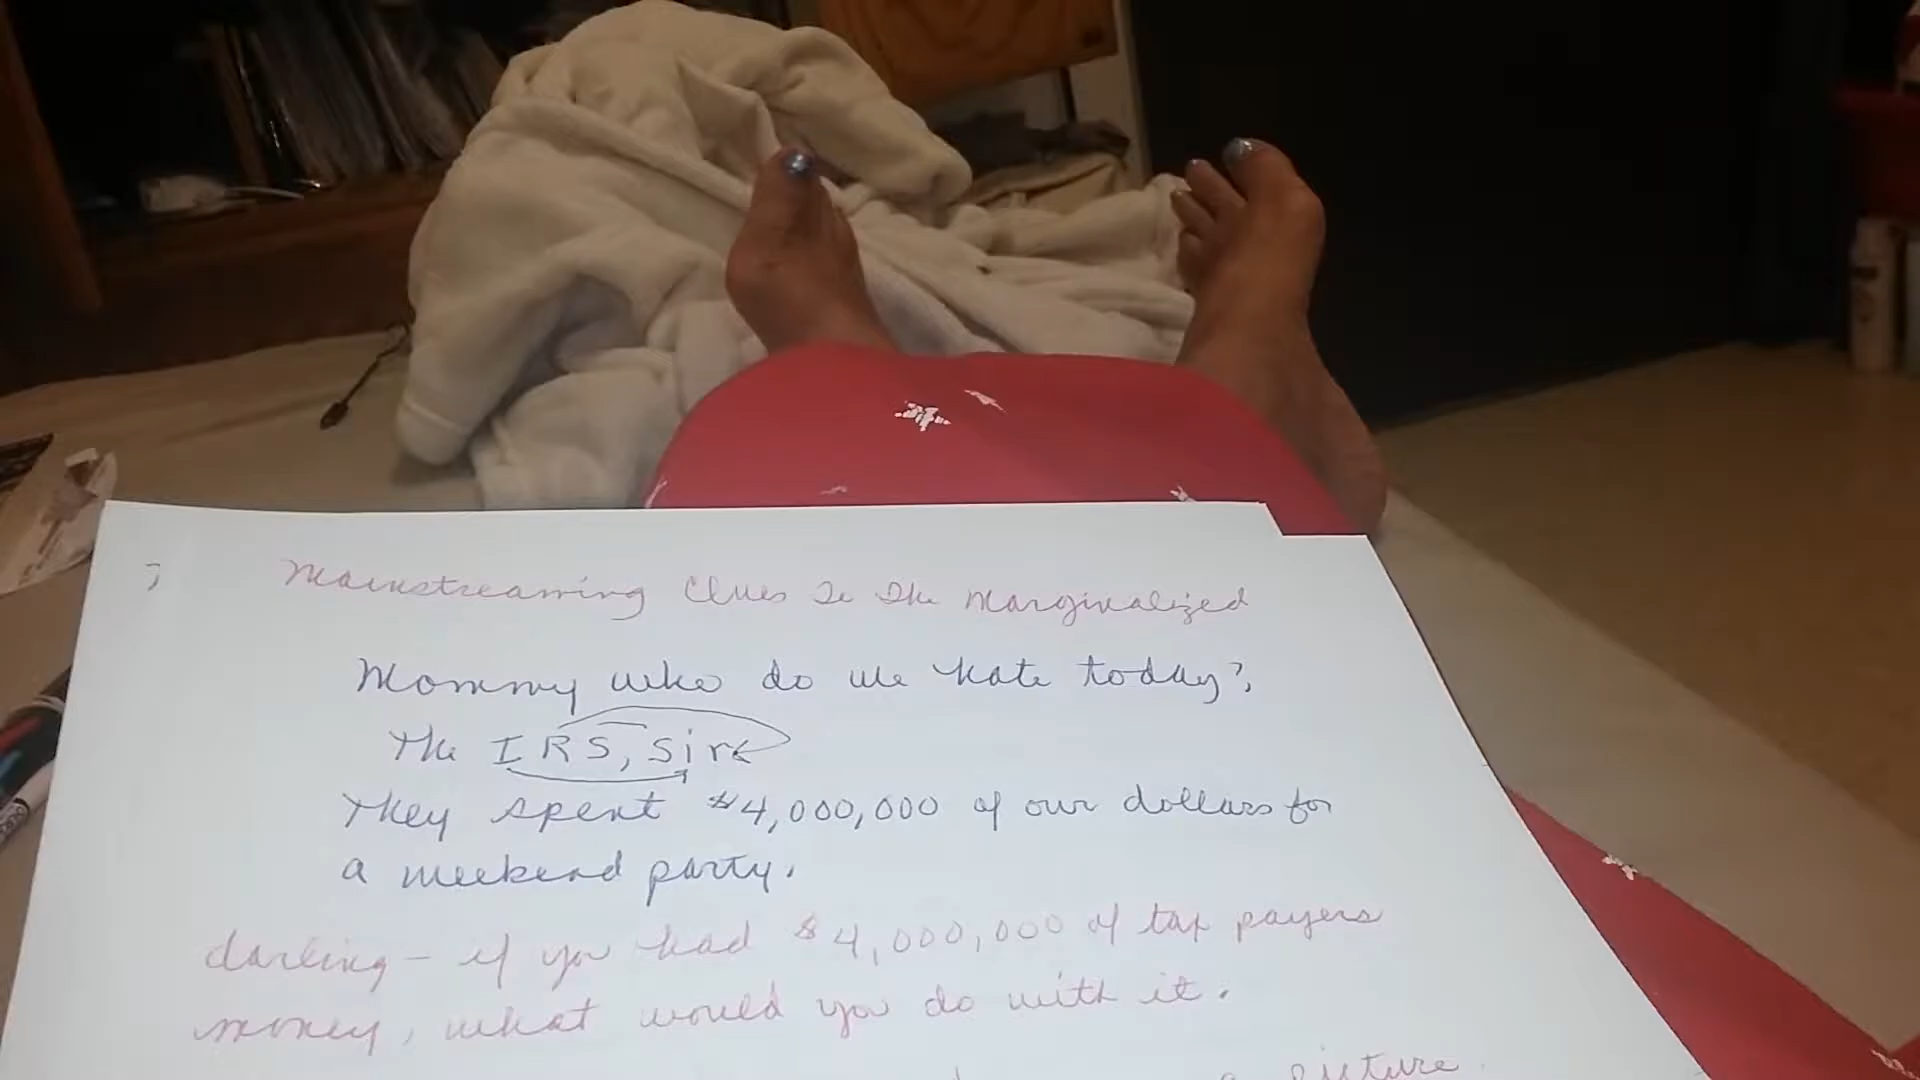 Mainstreaming Clues To The Marginalized
Mommy who do we hate today?
The IRS, Sir
They spent $4,000,000 of our dollars for
a weekend party.
darling - if you had $4,000,000 of tax payers
money, what would you do with it.
a picture